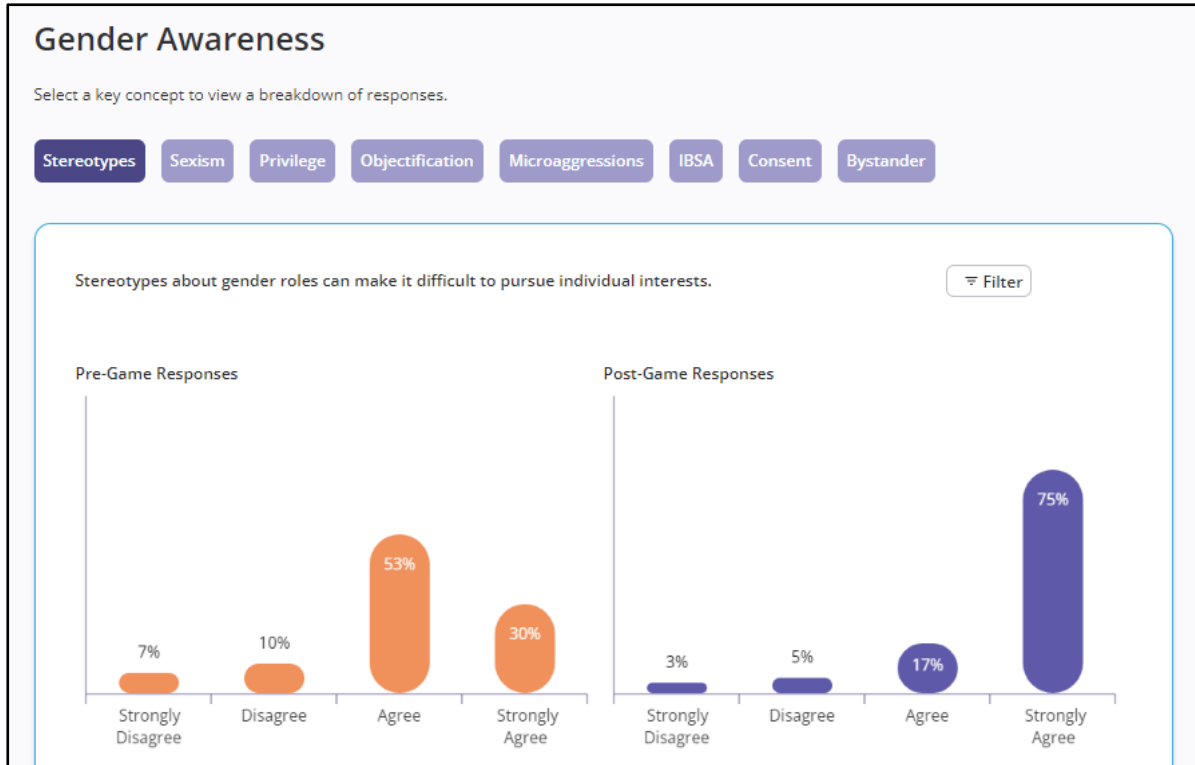 Gender Awareness
Select a key concept to view a breakdown of responses.
Stereotypes Sexism Privilege Objectification Microaggressions IBSA Consent Bystander
Stereotypes about gender roles can make it difficult to pursue individual interests.
Filter
Pre-Game Responses
7%
10%
53%
30%
Strongly Disagree
Disagree
Agree
Strongly Agree
Post-Game Responses
3%
5%
17%
75%
Strongly Disagree
Disagree
Agree
Strongly Agree